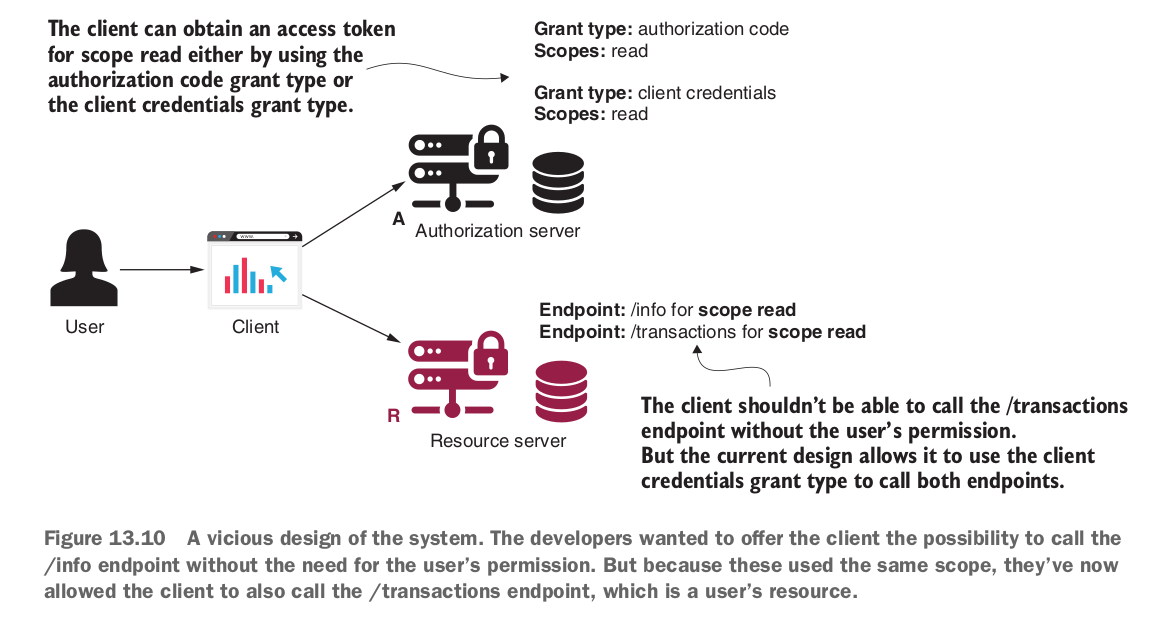 The client can obtain an access token
for scope read either by using the
authorization code grant type or
the client credentials grant type.
Grant type: authorization code
Scopes: read
Grant type: client credentials
Scopes: read
A
Authorization server
www.
User
Client
Endpoint: /info for scope read
Endpoint: /transactions for scope read
R
Resource server
The client shouldn’t be able to call the /transactions
endpoint without the user’s permission.
But the current design allows it to use the client
credentials grant type to call both endpoints.
Figure 13.10 A vicious design of the system. The developers wanted to offer the client the possibility to call the
/info endpoint without the need for the user’s permission. But because these used the same scope, they’ve now
allowed the client to also call the /transactions endpoint, which is a user’s resource.